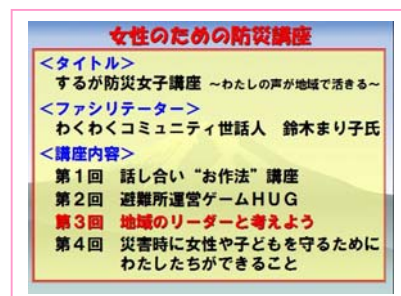 女性のための防災講座
＜タイトル＞
するが防災女子講座 ～わたしの声が地域で活きる～
＜ファシリテーター＞
わくわくコミュニティ世話人 鈴木まり子氏
＜講座内容＞
第1回 話し合い“お作法”講座
第2回 避難所運営ゲームHUG
第3回 地域のリーダーと考えよう
第4回 災害時に女性や子どもを守るために
わたしたちができること